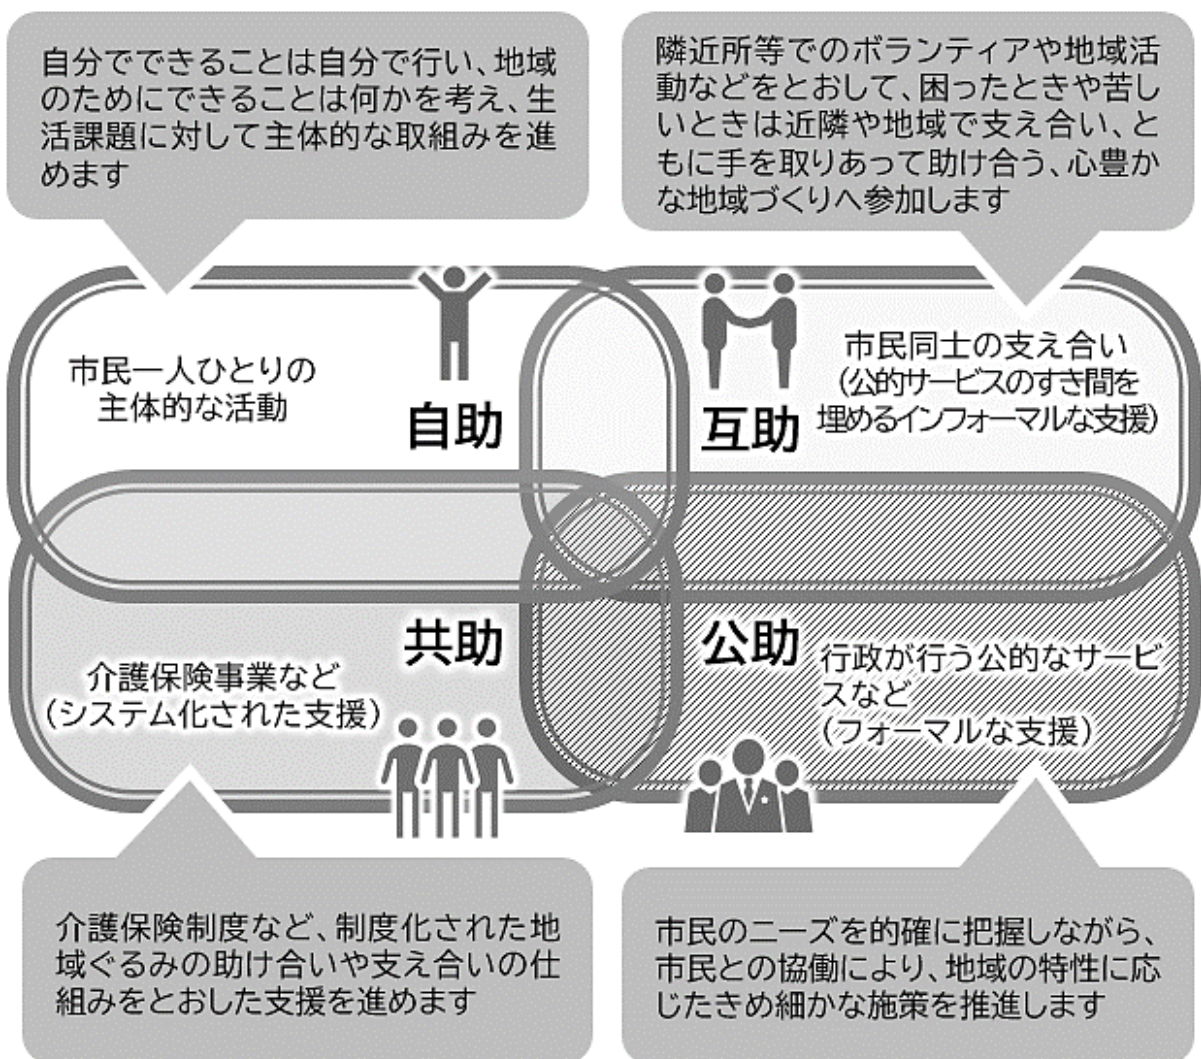 自分でできることは自分で行い、地域
のためにできることは何かを考え、生
活課題に対して主体的な取組みを進
めます
隣近所等でのボランティアや地域活
動などをとおして、困ったときや苦し
いときは近隣や地域で支え合い、と
もに手を取りあって助け合う、心豊か
な地域づくりへ参加します
市民一人ひとりの
主体的な活動
自助
互助
市民同士の支え合い
(公的サービスのすき間を
埋めるインフォーマルな支援)
共助
介護保険事業など
(システム化された支援)
公助
行政が行う公的なサービ
スなど
(フォーマルな支援)
介護保険制度など、制度化された地
域ぐるみの助け合いや支え合いの仕
組みをとおした支援を進めます
市民のニーズを的確に把握しながら、
市民との協働により、地域の特性に応
じたきめ細かな施策を推進します